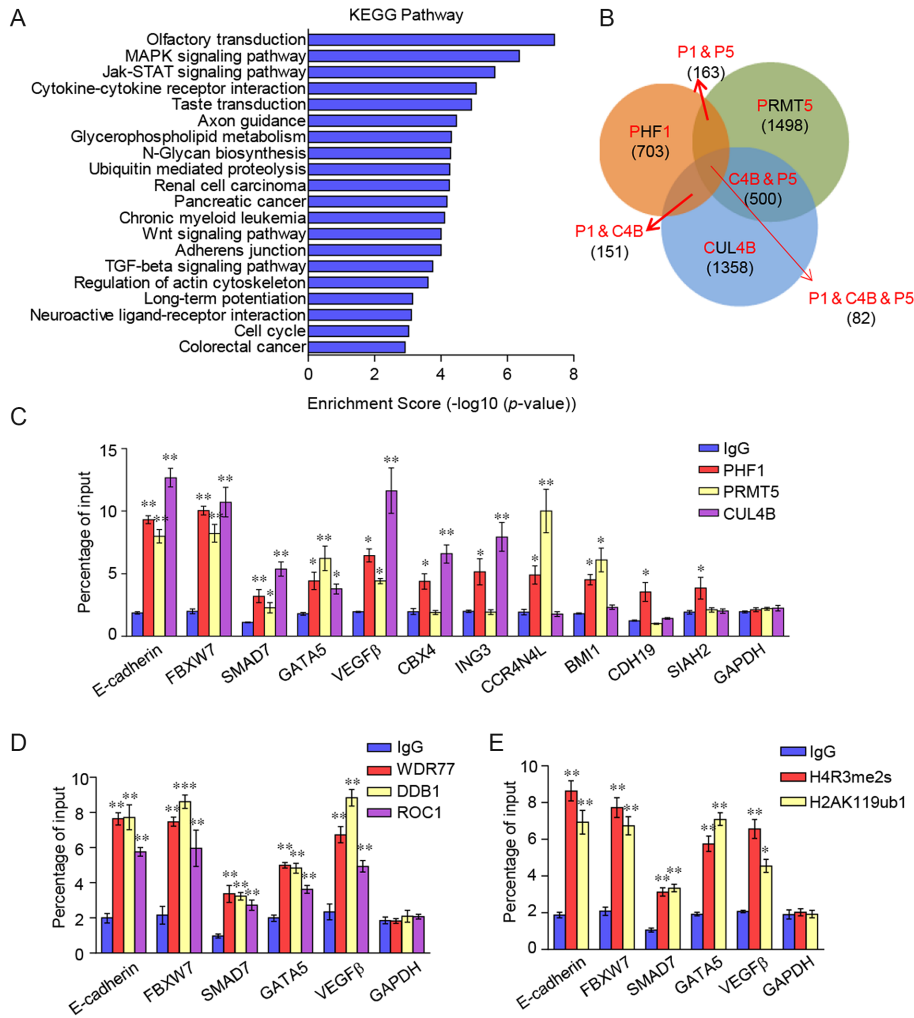 A
KEGG Pathway
Olfactory transduction
MAPK signaling pathway
Jak-STAT signaling pathway
Cytokine-cytokine receptor interaction
Taste transduction
Axon guidance
Glycerophospholipid metabolism
N-Glycan biosynthesis
Ubiquitin mediated proteolysis
Renal cell carcinoma
Pancreatic cancer
Chronic myeloid leukemia
Wnt signaling pathway
Adherens junction
TGF-beta signaling pathway
Regulation of actin cytoskeleton
Long-term potentiation
Neuroactive ligand-receptor interaction
Cell cycle
Colorectal cancer
0 2 4 6 8
Enrichment Score (-log10 (p-value))
B
P1 & P5
(163)
PRMT5
(1498)
PHF1
(703)
C4B & P5
(500)
P1 & C4B
(151)
CUL4B
(1358)
P1 & C4B & P5
(82)
C
Percentage of input
15
10
5
0
IgG
PHF1
PRMT5
CUL4B
** ** ** ** ** ** ** * ** * * ** * * ** * ** * ** * ** * * * *
E-cadherin FBXW7 SMAD7 GATA5 VEGFβ CBX4 ING3 CCR4N4L BMI1 CDH19 SIAH2 GAPDH
D
Percentage of input
10
8
6
4
2
0
IgG
WDR77
DDB1
ROC1
** ** ** ** *** ** ** ** ** ** ** ** ** ** **
E-cadherin FBXW7 SMAD7 GATA5 VEGFβ GAPDH
E
Percentage of input
10
8
6
4
2
0
IgG
H4R3me2s
H2AK119ub1
** ** ** ** ** ** ** ** ** *
E-cadherin FBXW7 SMAD7 GATA5 VEGFβ GAPDH